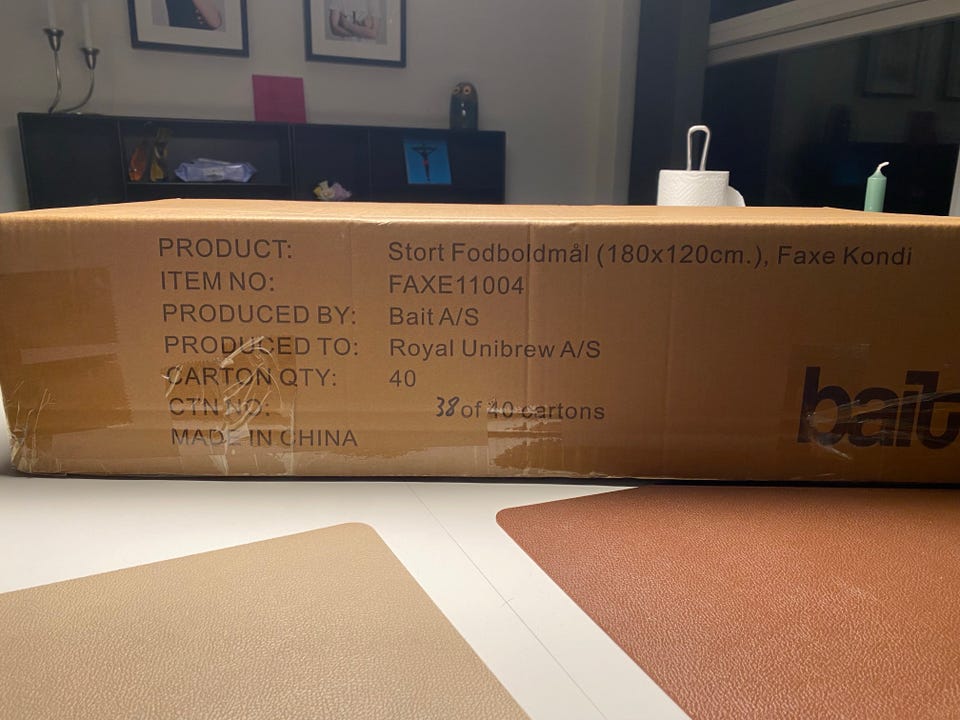 PRODUCT: Stort Fodboldmål (180x120cm.), Faxe Kondi
ITEM NO: FAXE11004
PRODUCED BY: Bait A/S
PRODUCED TO: Royal Unibrew A/S
CARTON QTY: 40
CTN NO: 38 of 40 cartons
MADE IN CHINA
bait